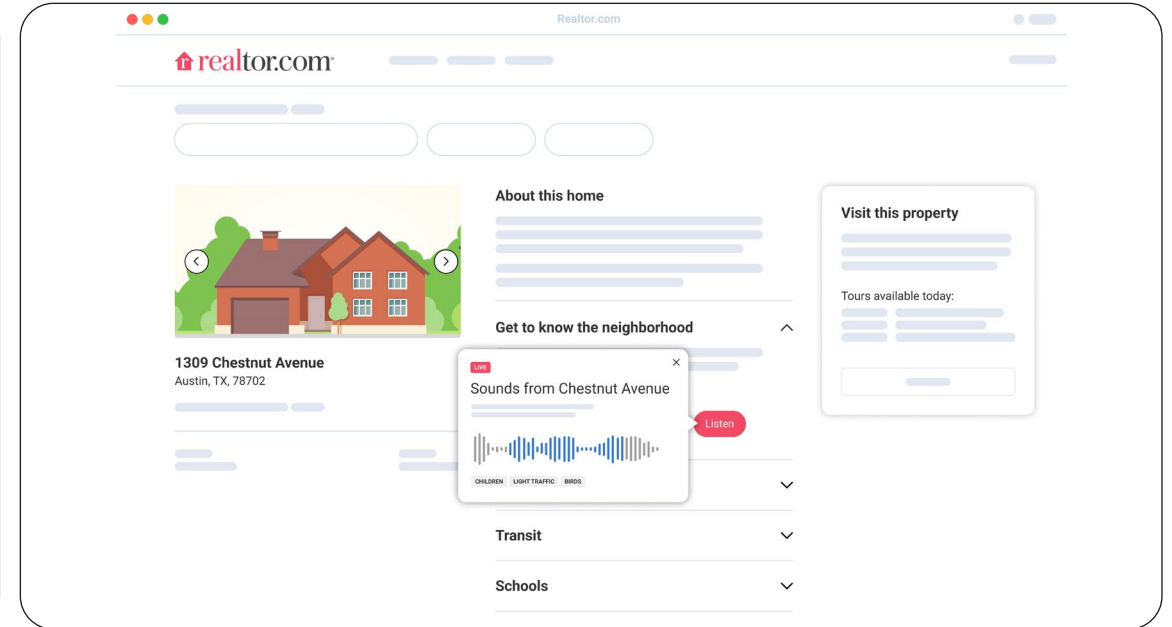 Realtor.com
realtor.com®
About this home
Visit this property
Tours available today:
Get to know the neighborhood
1309 Chestnut Avenue
Austin, TX, 78702
LIVE
Sounds from Chestnut Avenue
Listen
CHILDREN LIGHT TRAFFIC BIRDS
Transit
Schools